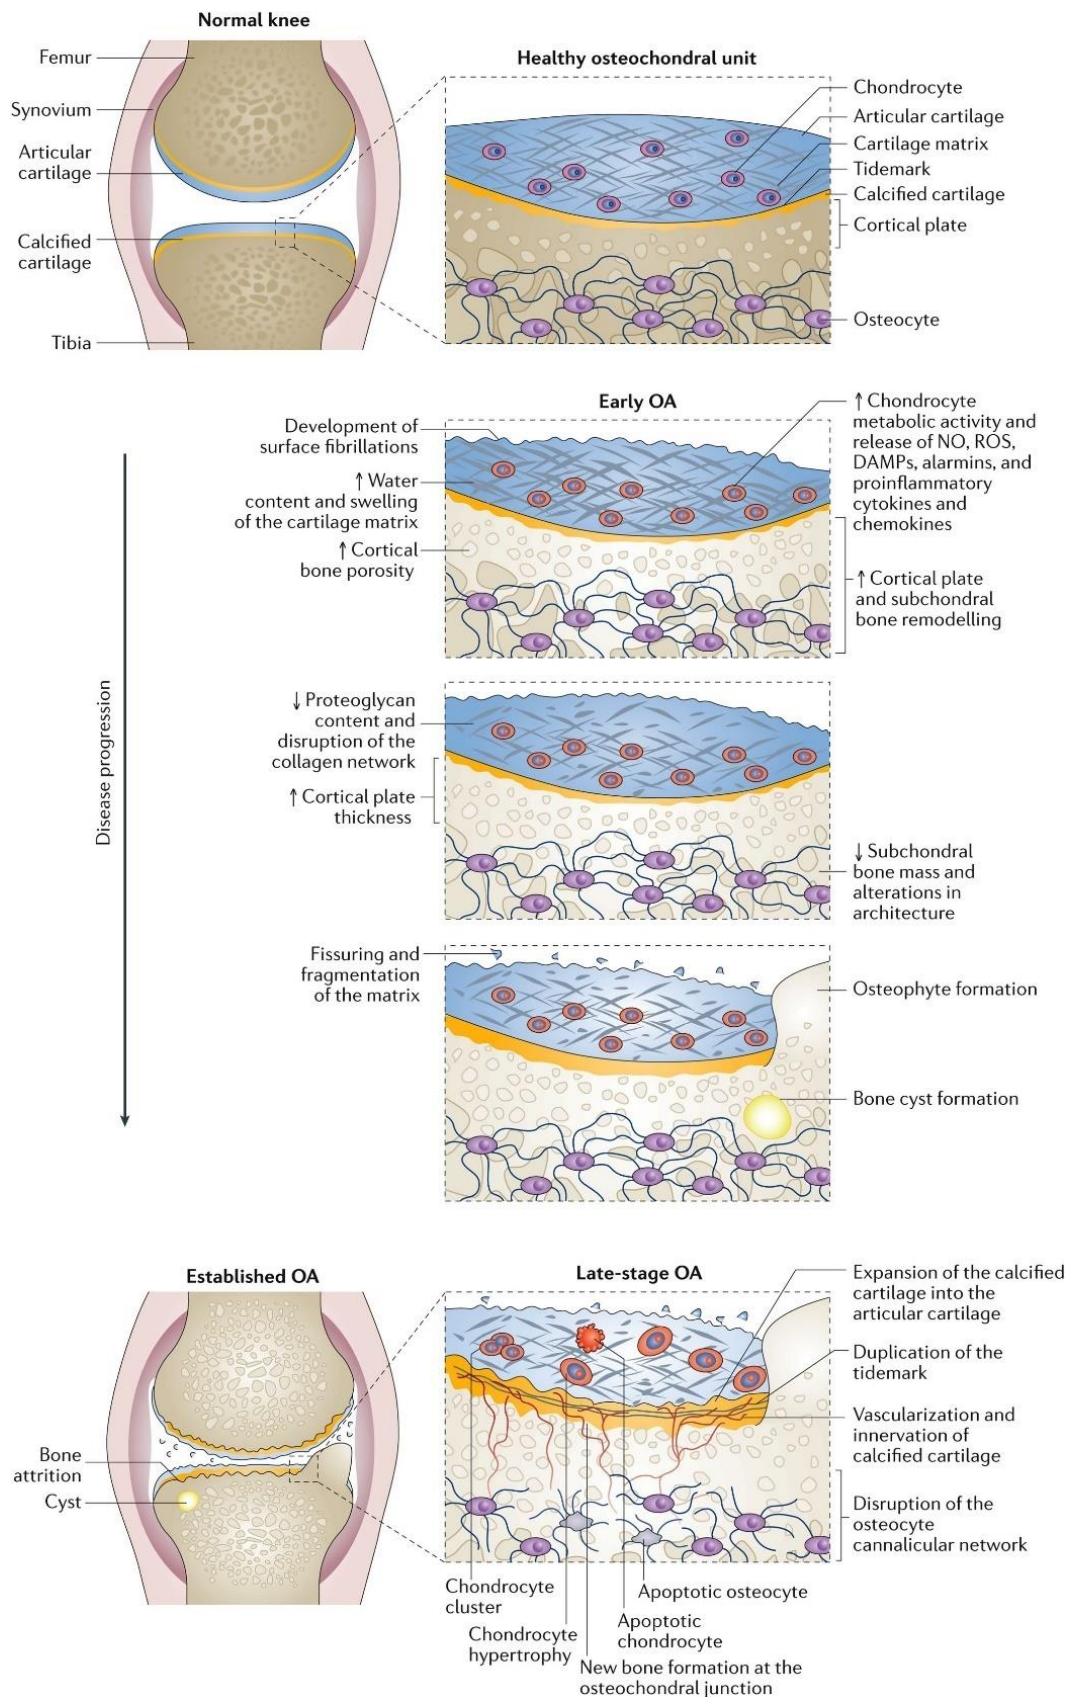 Normal knee
Femur
Synovium
Articular
cartilage
Calcified
cartilage
Tibia
Healthy osteochondral unit
Chondrocyte
Articular cartilage
Cartilage matrix
Tidemark
Calcified cartilage
Cortical plate
Osteocyte
Disease progression
Early OA
Development of
surface fibrillations
↑ Water
content and swelling
of the cartilage matrix
↑ Cortical
bone porosity
↑ Chondrocyte
metabolic activity and
release of NO, ROS,
DAMPs, alarmins, and
proinflammatory
cytokines and
chemokines
↑ Cortical plate
and subchondral
bone remodelling
↓ Proteoglycan
content and
disruption of the
collagen network
↑ Cortical plate
thickness
↓ Subchondral
bone mass and
alterations in
architecture
Fissuring and
fragmentation
of the matrix
Osteophyte formation
Bone cyst formation
Established OA
Bone
attrition
Cyst
Late-stage OA
Expansion of the calcified
cartilage into the
articular cartilage
Duplication of the
tidemark
Vascularization and
innervation of
calcified cartilage
Disruption of the
osteocyte
cannalicular network
Chondrocyte
cluster
Chondrocyte
hypertrophy
New bone formation at the
osteochondral junction
Apoptotic
chondrocyte
Apoptotic osteocyte